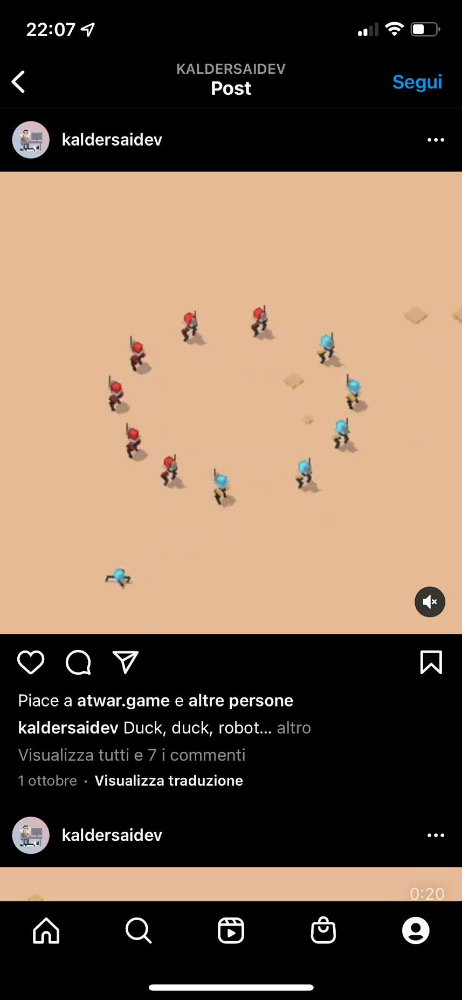 22:07
KALDERSAIDEV
Post
Segui
kaldersaidev
Piace a atwar.game e altre persone
kaldersaidev Duck, duck, robot... altro
Visualizza tutti e 7 i commenti
1 ottobre · Visualizza traduzione
kaldersaidev
0:20